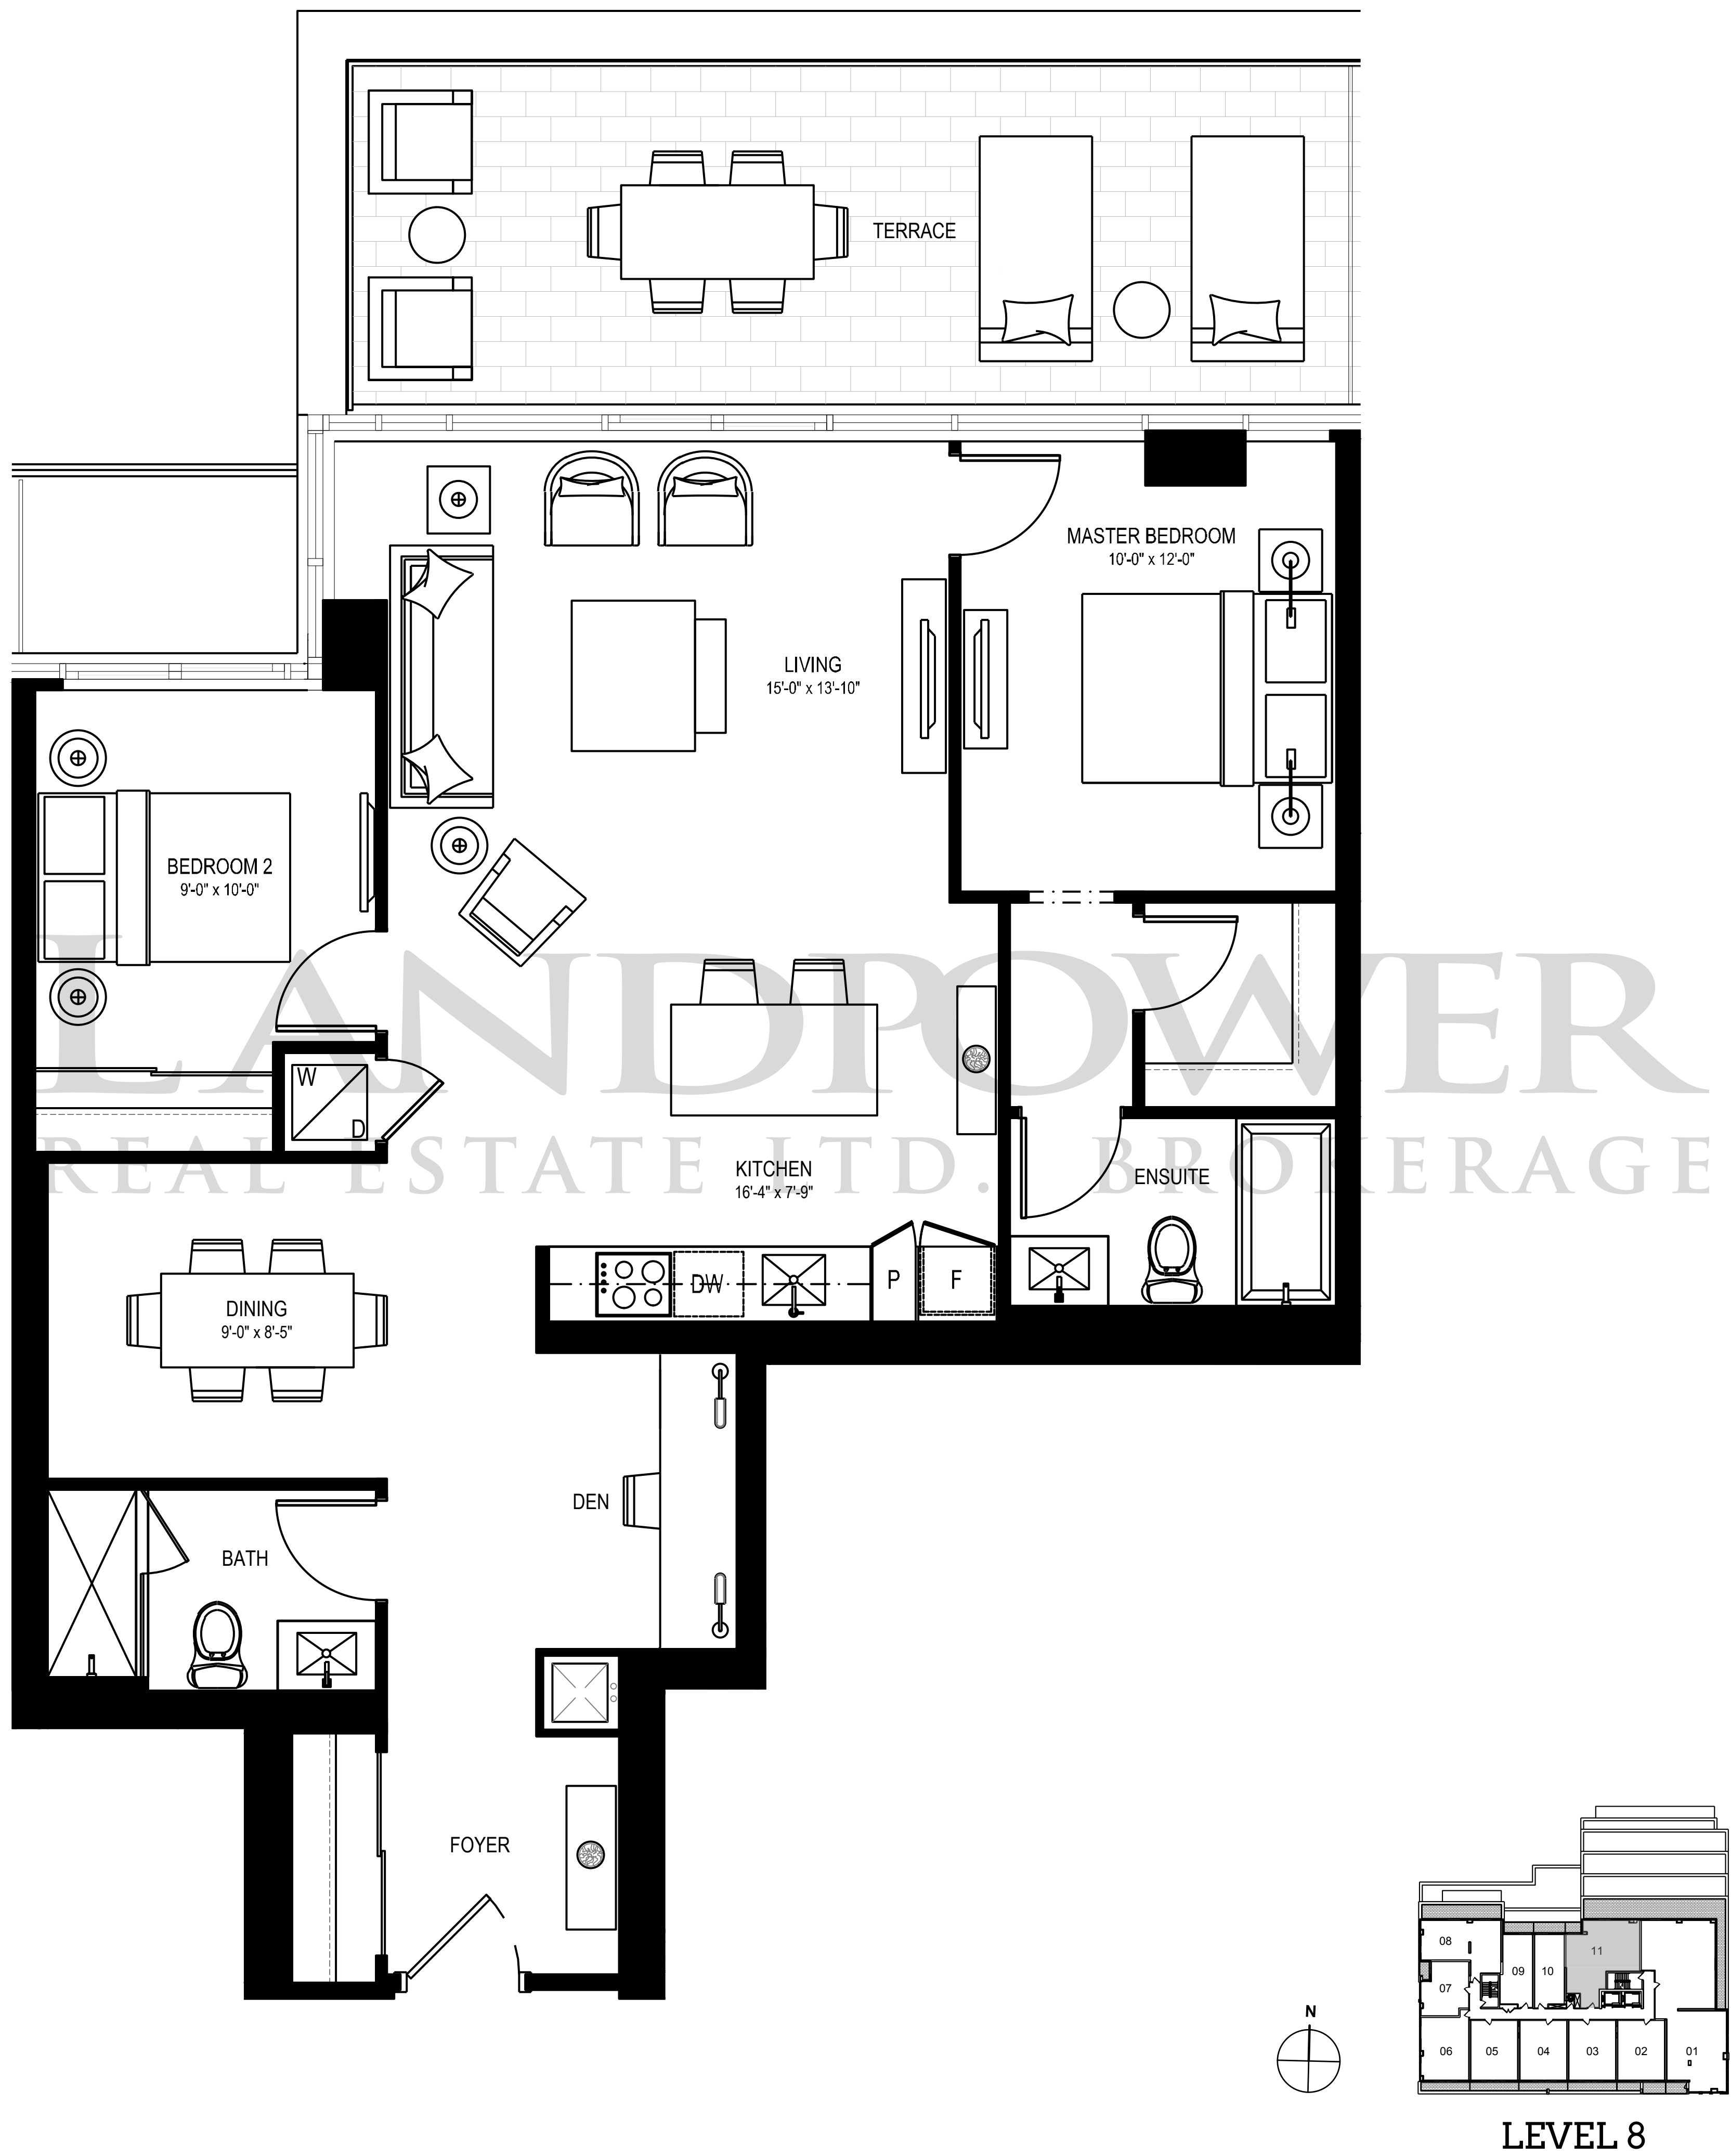 TERRACE
MASTER BEDROOM
10'-0" x 12'-0"
LIVING
15'-0" x 13'-10"
BEDROOM 2
9'-0" x 10'-0"
LANDPOWER
W
D
REAL ESTATE LTD. BROKERAGE
KITCHEN
16'-4" x 7'-9"
ENSUITE
DW
P
F
DINING
9'-0" x 8'-5"
DEN
BATH
FOYER
N
08
11
09
10
07
06
05
04
03
02
01
LEVEL 8